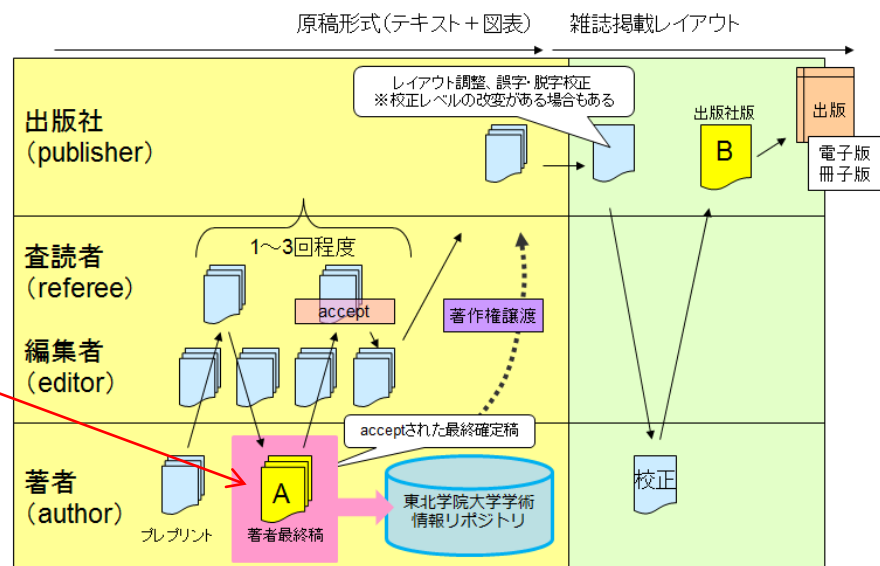 原稿形式(テキスト+図表)
雑誌掲載レイアウト
レイアウト調整、誤字・脱字校正
※校正レベルの改変がある場合もある
出版社
(publisher)
出版社版
B
出版
電子版
冊子版
1~3回程度
査読者
(referee)
accept
著作権譲渡
編集者
(editor)
acceptされた最終確定稿
著者
(author)
プレプリント
A
著者最終稿
東北学院大学学術
情報リポジトリ
校正